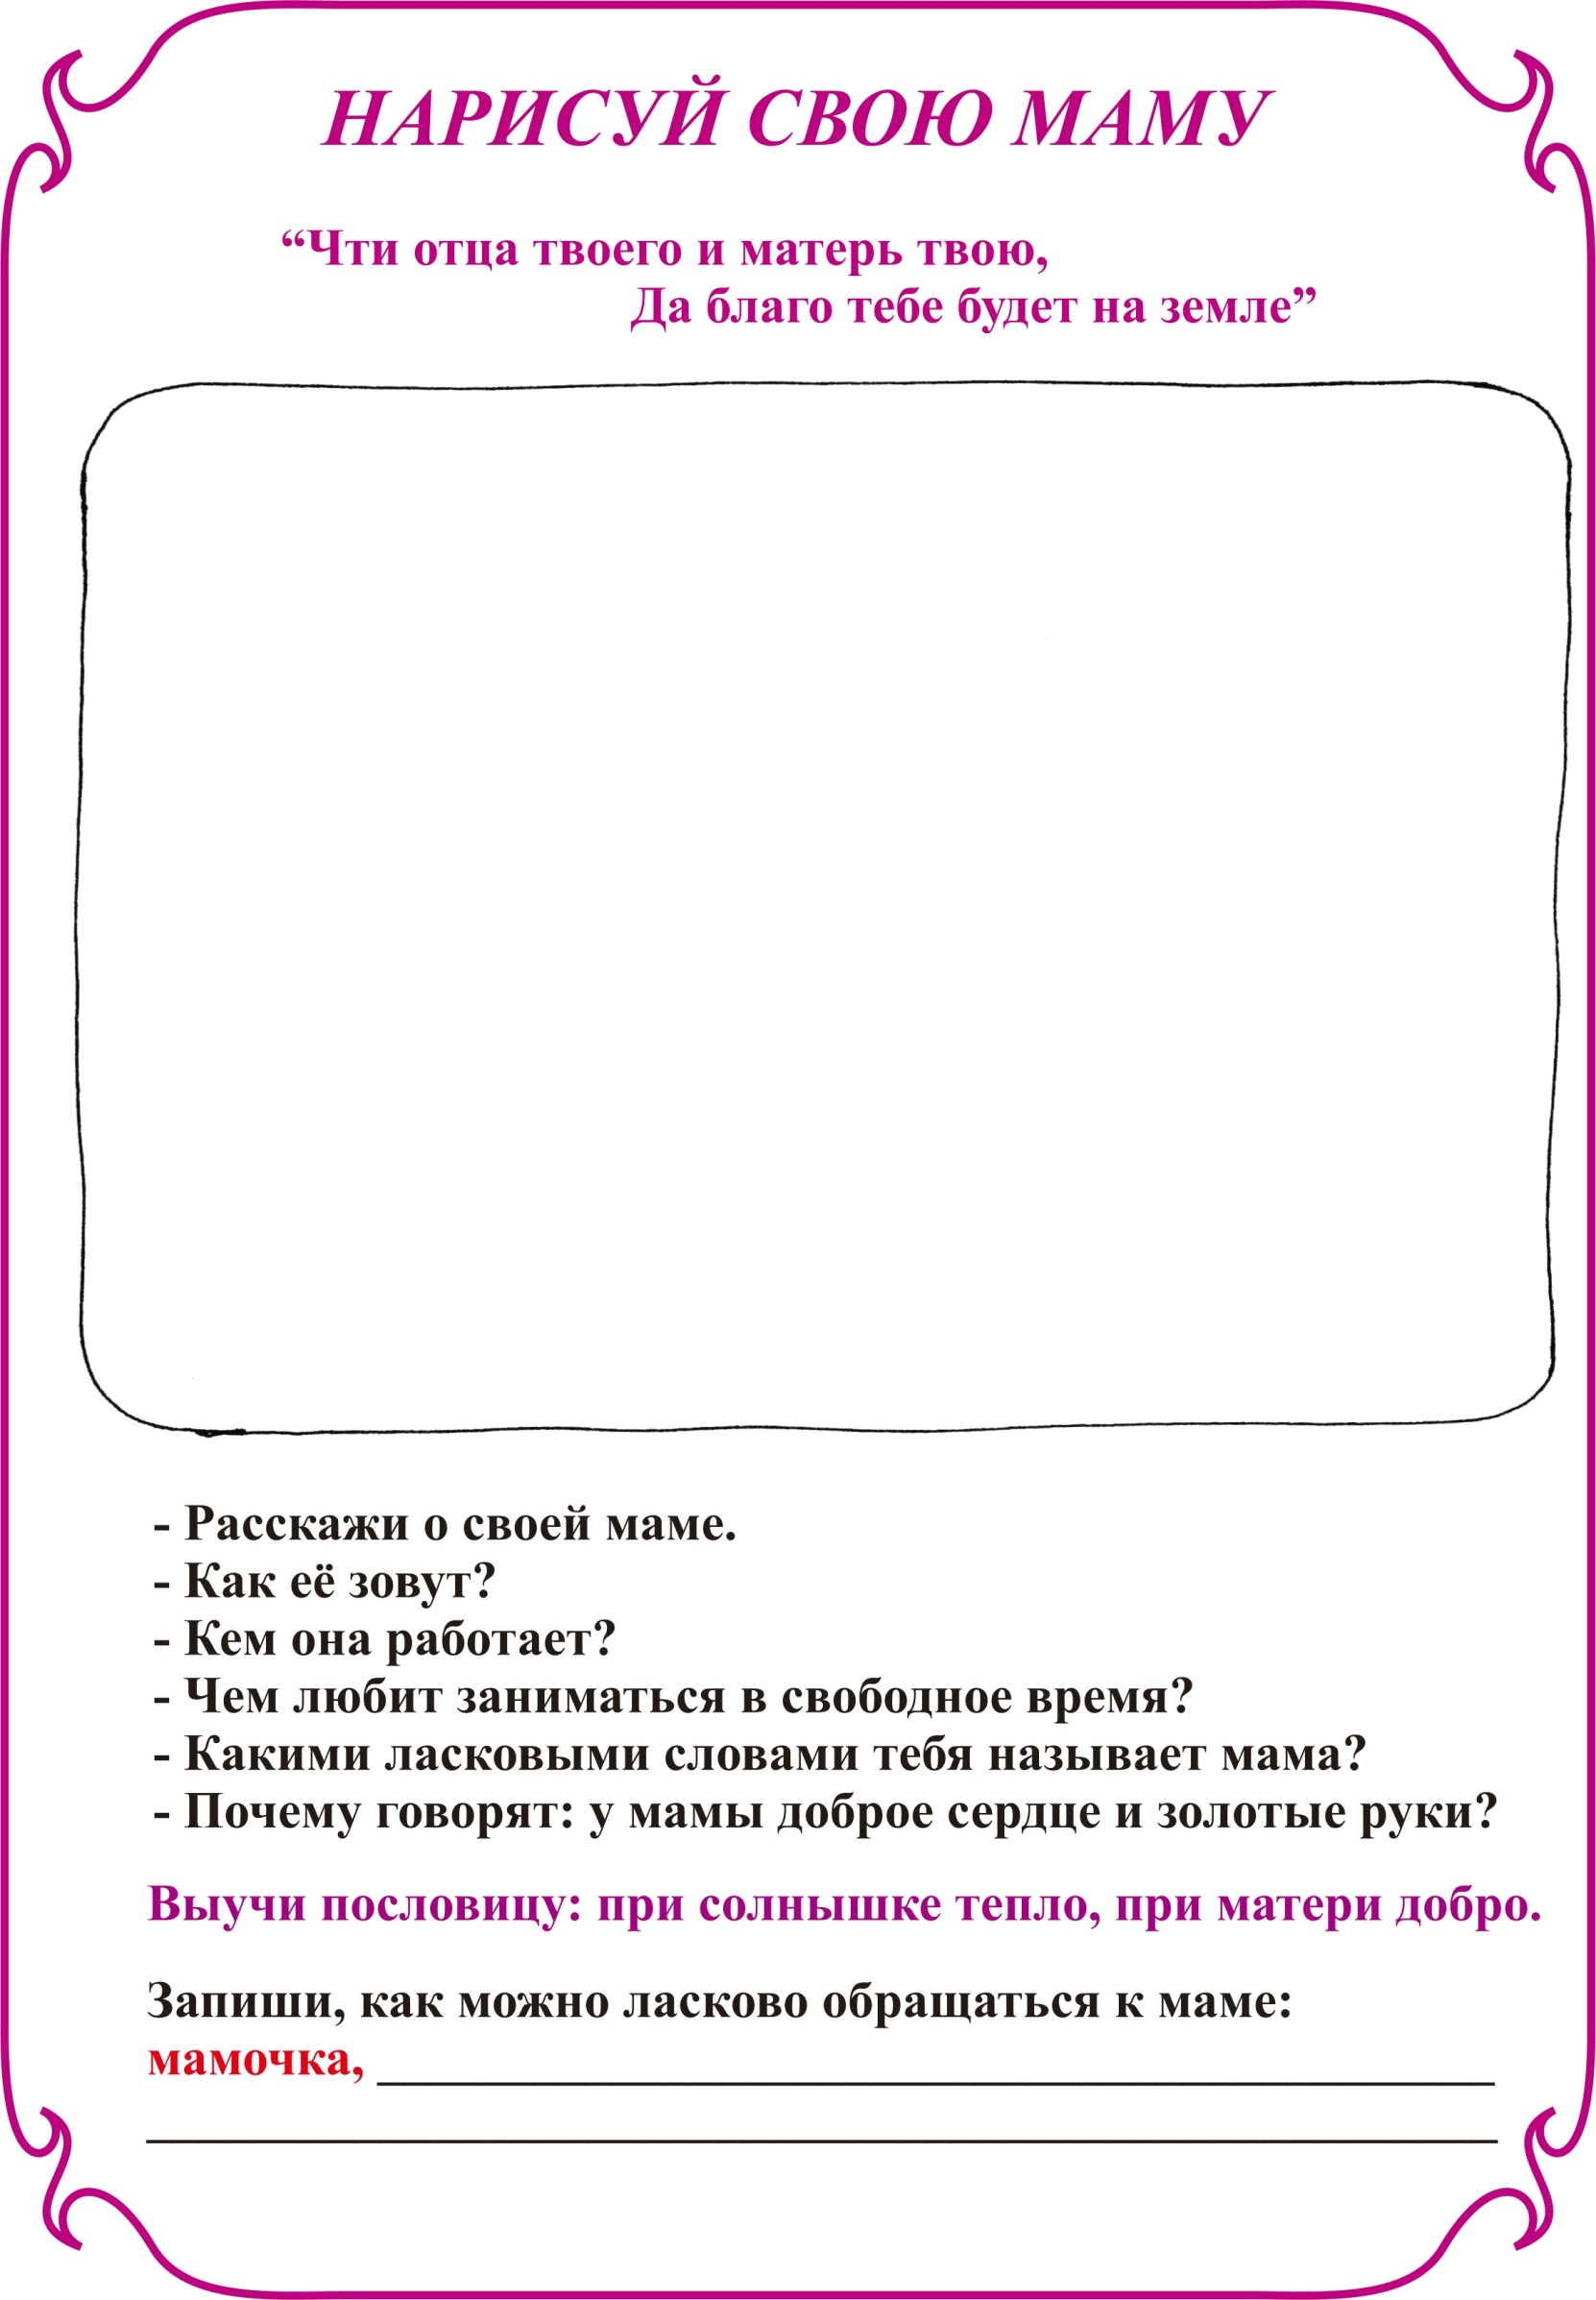 НАРИСУЙ СВОЮ МАМУ
“Чти отца твоего и матерь твою,
Да благо тебе будет на земле”
- Расскажи о своей маме.
- Как её зовут?
- Кем она работает?
- Чем любит заниматься в свободное время?
- Какими ласковыми словами тебя называет мама?
- Почему говорят: у мамы доброе сердце и золотые руки?
Выучи пословицу: при солнышке тепло, при матери добро.
Запиши, как можно ласково обращаться к маме:
мамочка,